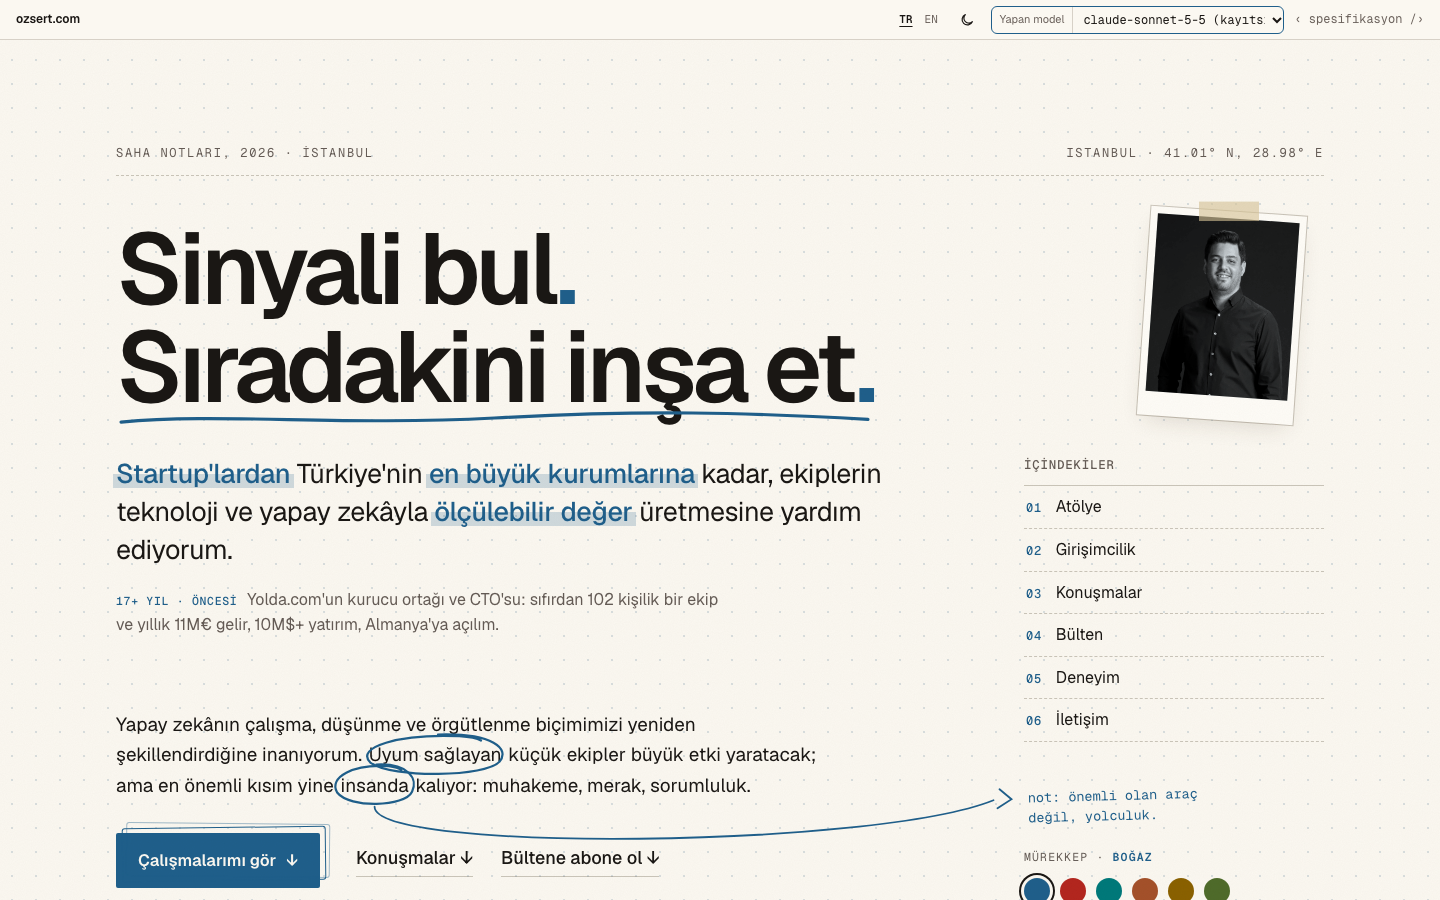 ozsert.com
TR EN
Yapan model claude-sonnet-5-5 (kayıts
‹ spesifikasyon /›
SAHA NOTLARI, 2026 · İSTANBUL
ISTANBUL · 41.01° N, 28.98° E
Sinyali bul.
Sıradakini inşa et.
Startup'lardan Türkiye'nin en büyük kurumlarına kadar, ekiplerin
teknoloji ve yapay zekâyla ölçülebilir değer üretmesine yardım
ediyorum.
17+ YIL · ÖNCESİ Yolda.com'un kurucu ortağı ve CTO'su: sıfırdan 102 kişilik bir ekip
ve yıllık 11M€ gelir, 10M$+ yatırım, Almanya'ya açılım.
Yapay zekânın çalışma, düşünme ve örgütlenme biçimimizi yeniden
şekillendirdiğine inanıyorum. Uyum sağlayan küçük ekipler büyük etki yaratacak;
ama en önemli kısım yine insanda kalıyor: muhakeme, merak, sorumluluk.
Çalışmalarımı gör ↓
Konuşmalar ↓
Bültene abone ol ↓
İÇİNDEKİLER
01 Atölye
02 Girişimcilik
03 Konuşmalar
04 Bülten
05 Deneyim
06 İletişim
not: önemli olan araç
değil, yolculuk.
MÜREKKEP · BOĞAZ